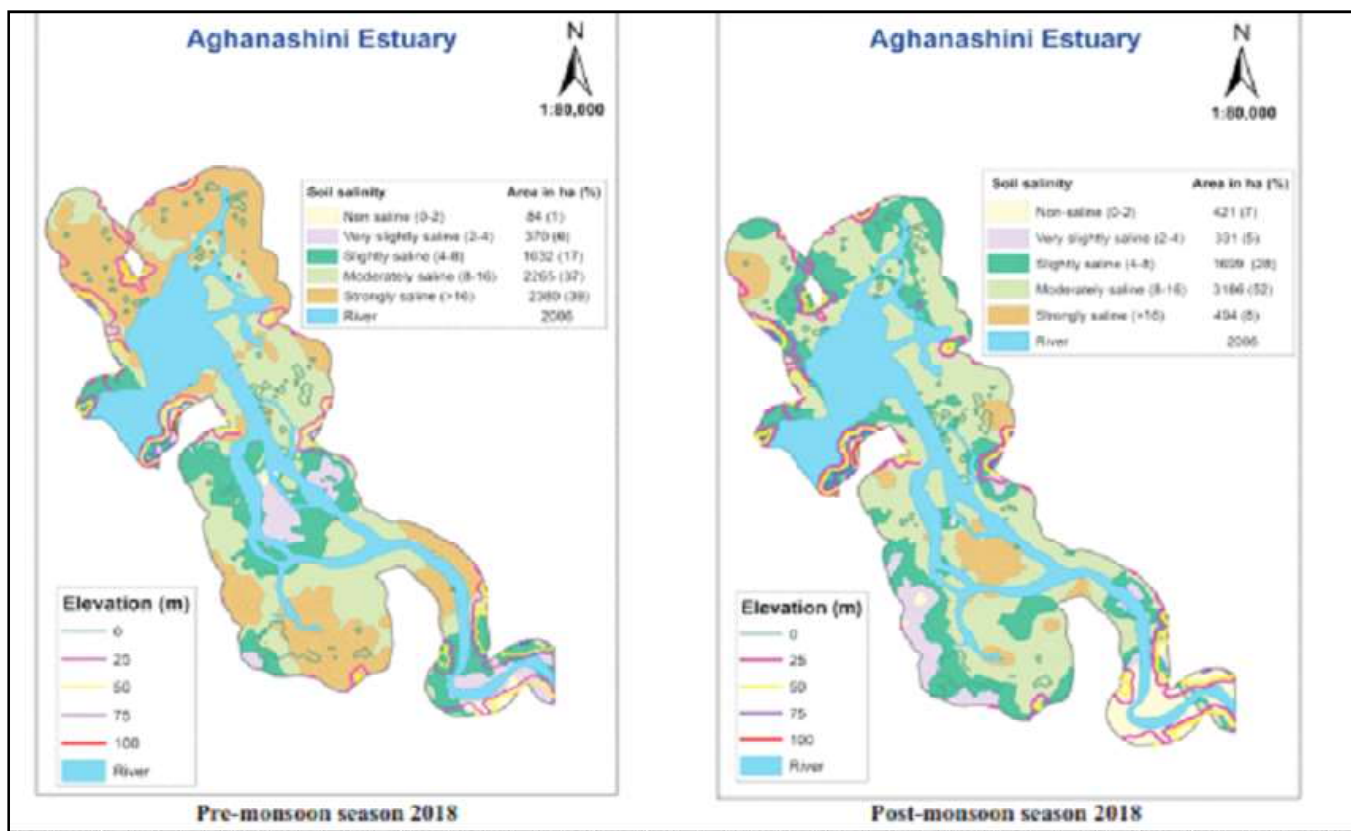 Aghanashini Estuary
N
1:80,000
Soil salinity Area in ha (%)
Non saline (0-2) 84 (1)
Very slightly saline (2-4) 370 (6)
Slightly saline (4-8) 1632 (17)
Moderately saline (8-16) 2265 (37)
Strongly saline (>16) 2380 (39)
River 2086
Elevation (m)
0
25
50
75
100
River
Pre-monsoon season 2018
Aghanashini Estuary
N
1:80,000
Soil salinity Area in ha (%)
Non-saline (0-2) 421 (7)
Very slightly saline (2-4) 331 (5)
Slightly saline (4-8) (28)
Moderately saline (8-16) 3186 (52)
Strongly saline (>16) 494 (8)
River 2086
Elevation (m)
0
25
50
75
100
River
Post-monsoon season 2018